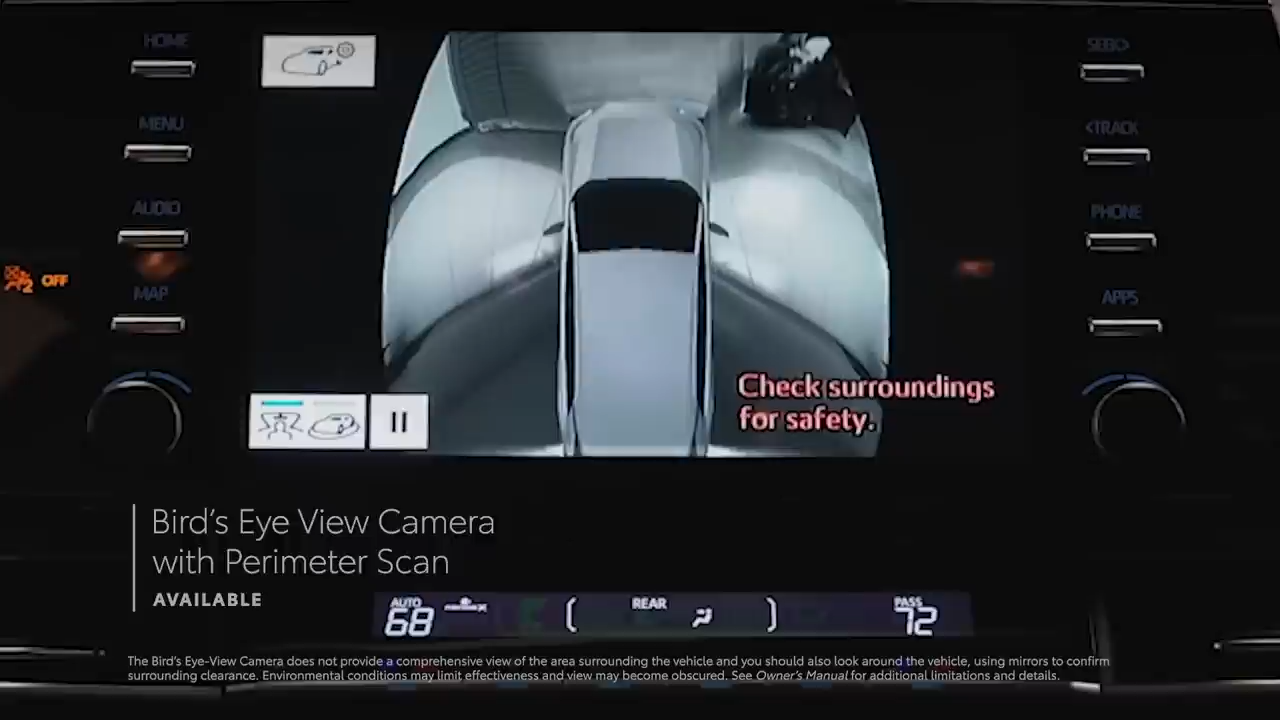 HOME
SEEK>
MENU
<TRACK
AUDIO
PHONE
OFF
MAP
APPS
Check surroundings
for safety.
Bird's Eye View Camera
with Perimeter Scan
AVAILABLE
AUTO
68
REAR
PASS
72
The Bird's Eye-View Camera does not provide a comprehensive view of the area surrounding the vehicle and you should also look around the vehicle, using mirrors to confirm
surrounding clearance. Environmental conditions may limit effectiveness and view may become obscured. See Owner's Manual for additional limitations and details.